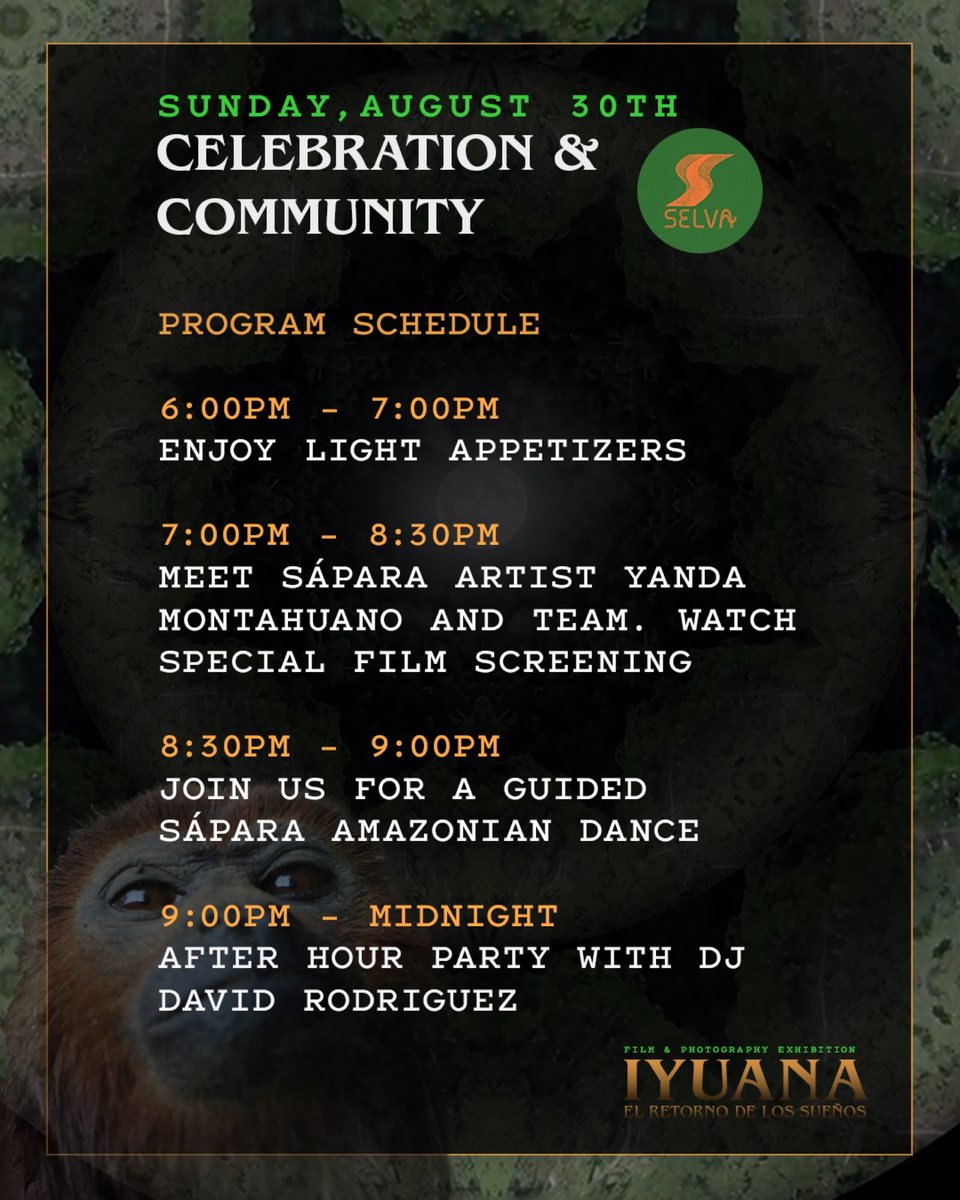 SUNDAY, AUGUST 30TH
CELEBRATION &
COMMUNITY
SELVA
PROGRAM SCHEDULE
6:00PM - 7:00PM
ENJOY LIGHT APPETIZERS
7:00PM - 8:30PM
MEET SÁPARA ARTIST YANDA
MONTAHUANO AND TEAM. WATCH
SPECIAL FILM SCREENING
8:30PM - 9:00PM
JOIN US FOR A GUIDED
SÁPARA AMAZONIAN DANCE
9:00PM - MIDNIGHT
AFTER HOUR PARTY WITH DJ
DAVID RODRIGUEZ
FILM & PHOTOGRAPHY EXHIBITION
IYUANA
EL RETORNO DE LOS SUEÑOS